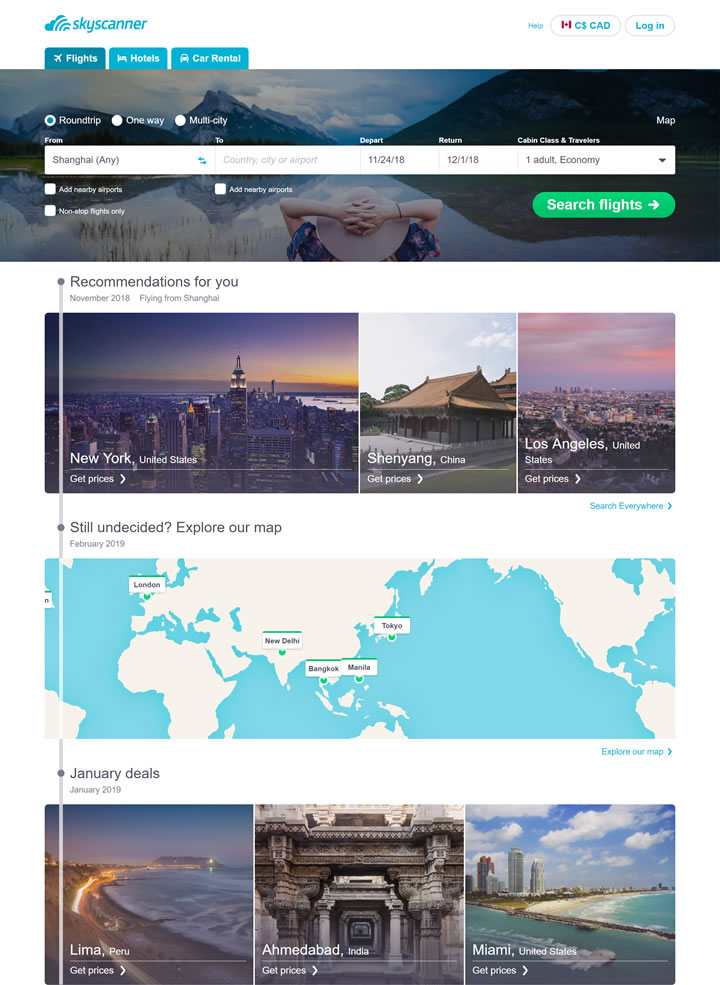 skyscanner
Help
C$ CAD
Log in
Flights
Hotels
Car Rental
Roundtrip
One way
Multi-city
Map
From
To
Depart
Return
Cabin Class & Travelers
Shanghai (Any)
Country, city or airport
11/24/18
12/1/18
1 adult, Economy
Add nearby airports
Add nearby airports
Non-stop flights only
Search flights
Recommendations for you
November 2018 Flying from Shanghai
New York, United States
Get prices
Shenyang, China
Get prices
Los Angeles, United
States
Get prices
Search Everywhere
Still undecided? Explore our map
February 2019
n
London
New Delhi
Tokyo
Bangkok
Manila
Explore our map
January deals
January 2019
Lima, Peru
Get prices
Ahmedabad, India
Get prices
Miami, United States
Get prices